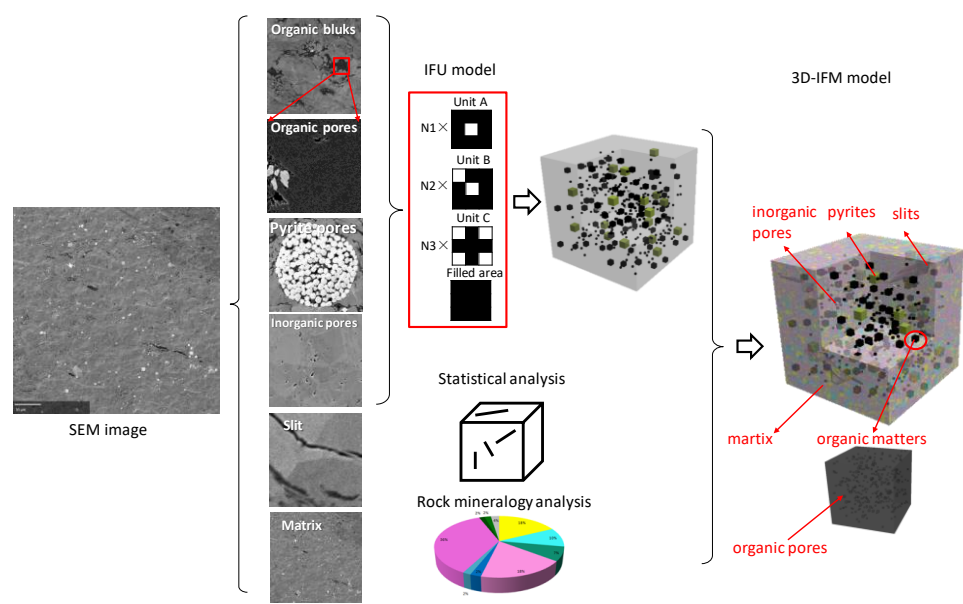 Organic bluks
Organic pores
Pyrite pores
Inorganic pores
Slit
Matrix
SEM image
IFU model
Unit A
N1×
Unit B
N2×
Unit C
N3×
Filled area
Statistical analysis
Rock mineralogy analysis
2%
3D-IFM model
inorganic
pores
pyrites
slits
martix
organic matters
organic pores